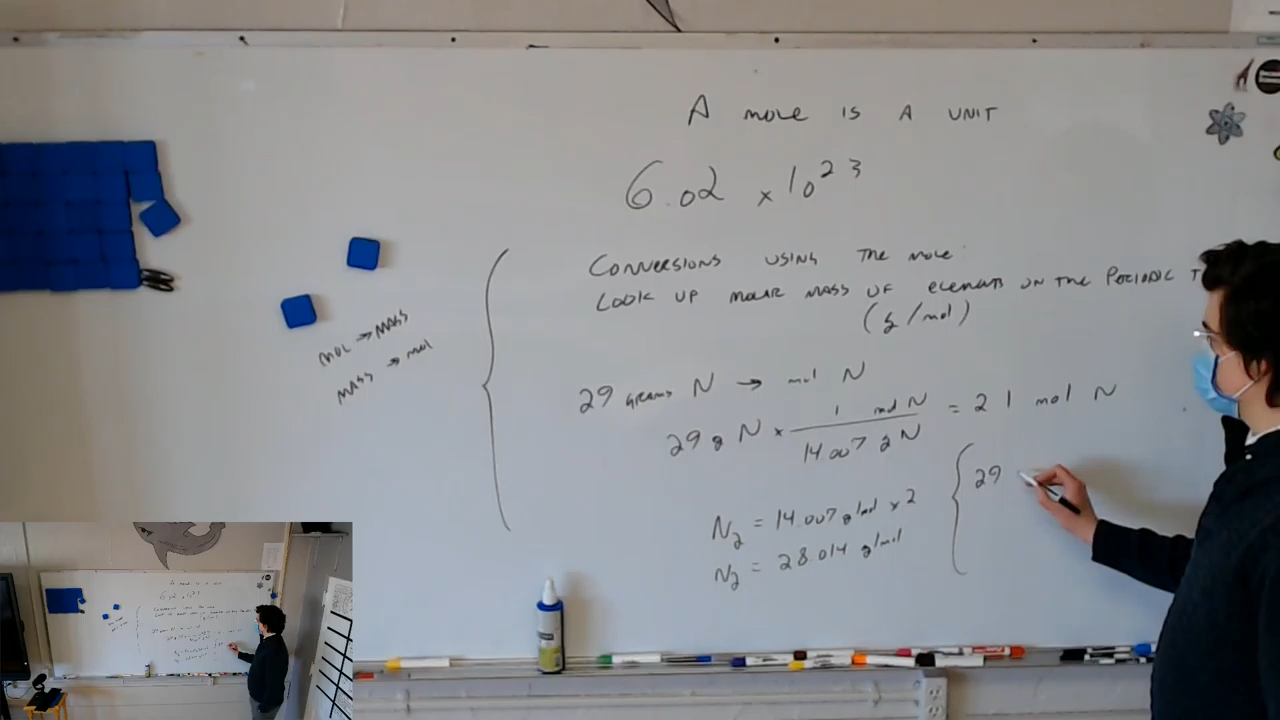 A mole is A UNIT
6.02 x 10^23
Conversions using the mole
Look up molar mass of elements on the Periodic T
(g/mol)
mol → mass
mass → mol
29 grams N → mol N
29 g N x 1 mol N / 14.007 g N = 2.1 mol N
N2 = 14.007 g/mol x 2
N2 = 28.014 g/mol
29